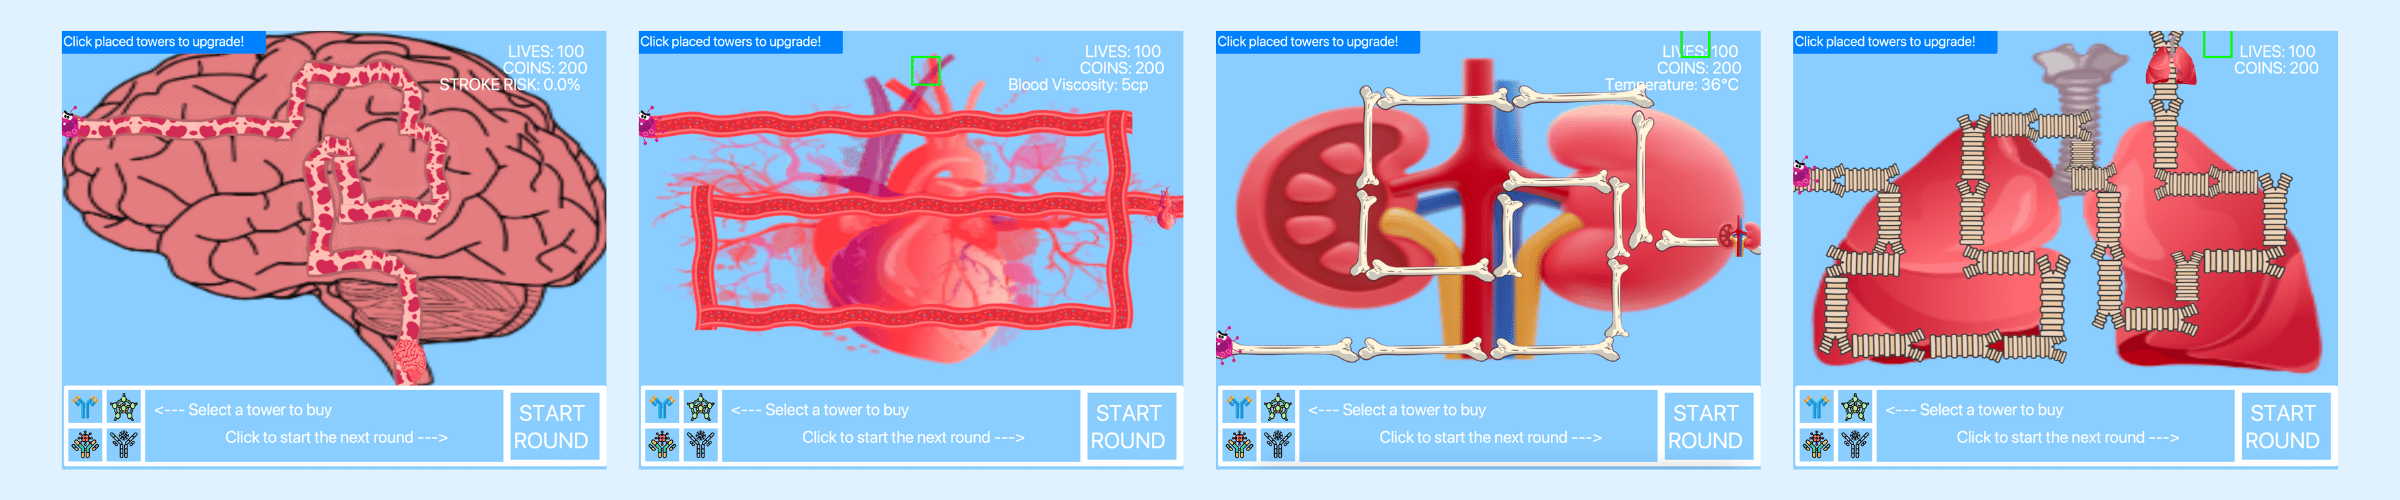 Click placed towers to upgrade!
LIVES: 100
COINS: 200
STROKE RISK: 0.0%
<--- Select a tower to buy
Click to start the next round --->
START
ROUND
Click placed towers to upgrade!
LIVES: 100
COINS: 200
Blood Viscosity: 5cp
<--- Select a tower to buy
Click to start the next round --->
START
ROUND
Click placed towers to upgrade!
LIVES: 100
COINS: 200
Temperature: 36°C
<--- Select a tower to buy
Click to start the next round --->
START
ROUND
Click placed towers to upgrade!
LIVES: 100
COINS: 200
<--- Select a tower to buy
Click to start the next round --->
START
ROUND